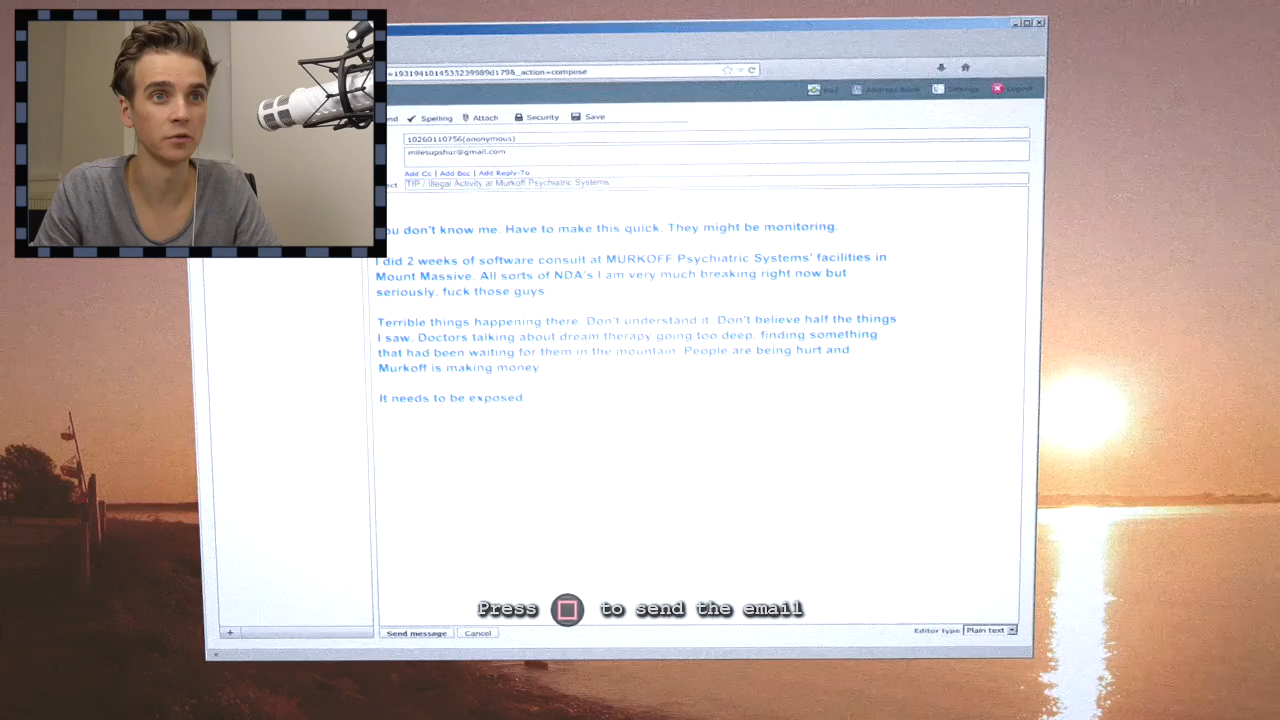 =1931941014533239989d179&_action=compose
Mail Address Book Settings Logout
nd Spelling Attach Security Save
10260110756(anonymous)
milesupshur@gmail.com
Add Cc | Add Bcc | Add Reply-To
ect TIP / Illegal Activity at Murkoff Psychiatric Systems
ou don't know me. Have to make this quick. They might be monitoring.
I did 2 weeks of software consult at MURKOFF Psychiatric Systems' facilities in
Mount Massive. All sorts of NDA's I am very much breaking right now but
seriously, fuck those guys.
Terrible things happening there. Don't understand it. Don't believe half the things
I saw. Doctors talking about dream therapy going too deep, finding something
that had been waiting for them in the mountain. People are being hurt and
Murkoff is making money.
It needs to be exposed
Press to send the email
Send message Cancel
Editor type Plain text